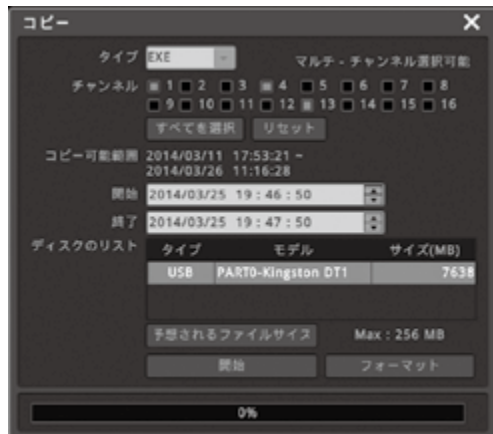 コピー
タイプ EXE マルチ - チャンネル選択可能
チャンネル 1 2 3 4 5 6 7 8
9 10 11 12 13 14 15 16
すべてを選択 リセット
コピー可能範囲 2014/03/11 17:53:21 ~
2014/03/26 11:16:28
開始 2014/03/25 19 : 46 : 50
終了 2014/03/25 19 : 47 : 50
ディスクのリスト タイプ モデル サイズ(MB)
USB PART0-Kingston DT1 7638
予想されるファイルサイズ Max : 256 MB
開始 フォーマット
0%